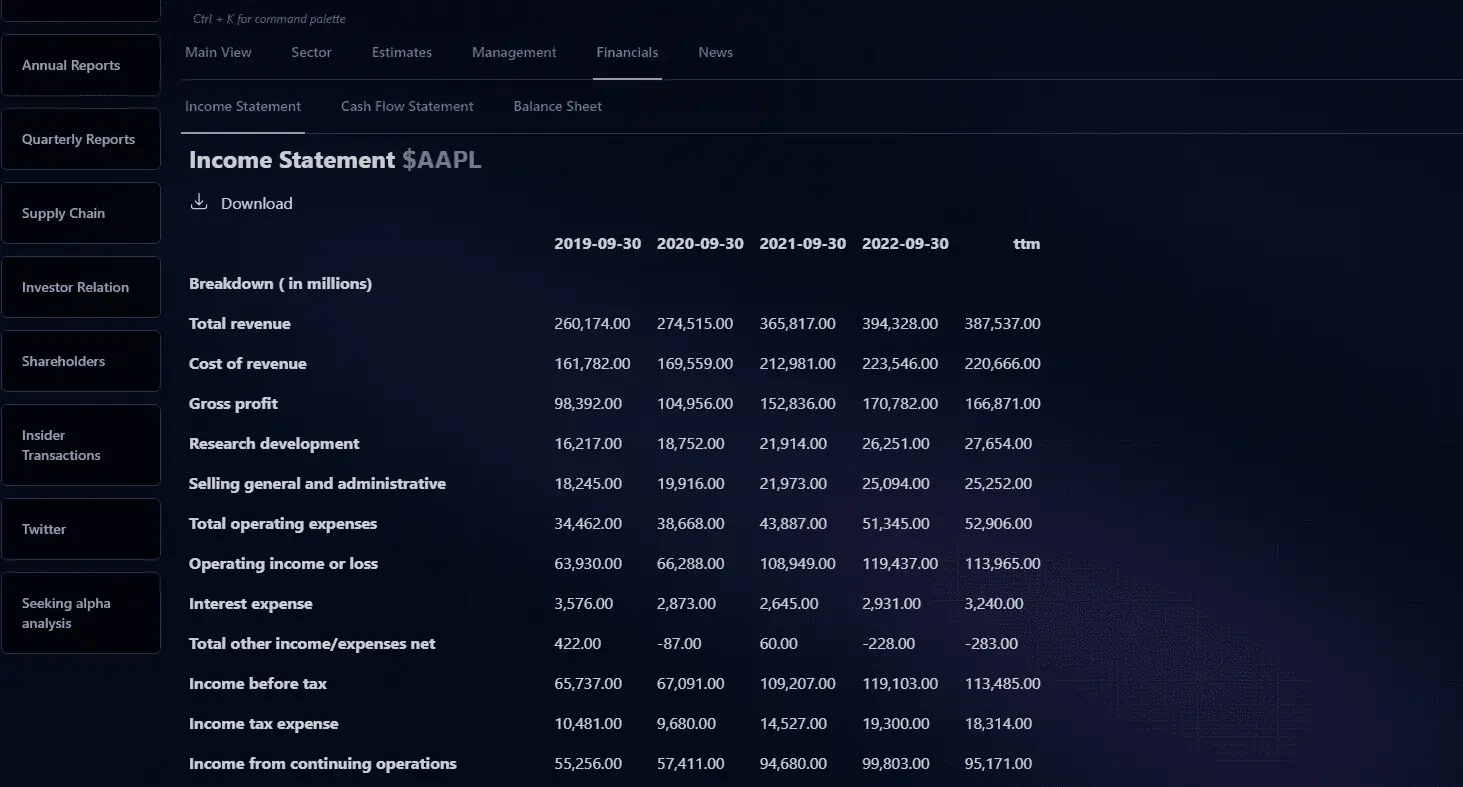 Ctrl + K for command palette
Main View Sector Estimates Management Financials News
Annual Reports
Quarterly Reports
Supply Chain
Investor Relation
Shareholders
Insider
Transactions
Twitter
Seeking alpha
analysis
Income Statement Cash Flow Statement Balance Sheet
Income Statement $AAPL
Download
2019-09-30 2020-09-30 2021-09-30 2022-09-30 ttm
Breakdown ( in millions)
Total revenue 260,174.00 274,515.00 365,817.00 394,328.00 387,537.00
Cost of revenue 161,782.00 169,559.00 212,981.00 223,546.00 220,666.00
Gross profit 98,392.00 104,956.00 152,836.00 170,782.00 166,871.00
Research development 16,217.00 18,752.00 21,914.00 26,251.00 27,654.00
Selling general and administrative 18,245.00 19,916.00 21,973.00 25,094.00 25,252.00
Total operating expenses 34,462.00 38,668.00 43,887.00 51,345.00 52,906.00
Operating income or loss 63,930.00 66,288.00 108,949.00 119,437.00 113,965.00
Interest expense 3,576.00 2,873.00 2,645.00 2,931.00 3,240.00
Total other income/expenses net 422.00 -87.00 60.00 -228.00 -283.00
Income before tax 65,737.00 67,091.00 109,207.00 119,103.00 113,485.00
Income tax expense 10,481.00 9,680.00 14,527.00 19,300.00 18,314.00
Income from continuing operations 55,256.00 57,411.00 94,680.00 99,803.00 95,171.00